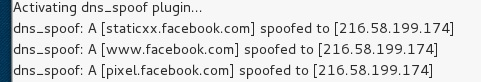 Activating dns_spoof plugin...
dns_spoof: A [staticxx.facebook.com] spoofed to [216.58.199.174]
dns_spoof: A [www.facebook.com] spoofed to [216.58.199.174]
dns_spoof: A [pixel.facebook.com] spoofed to [216.58.199.174]